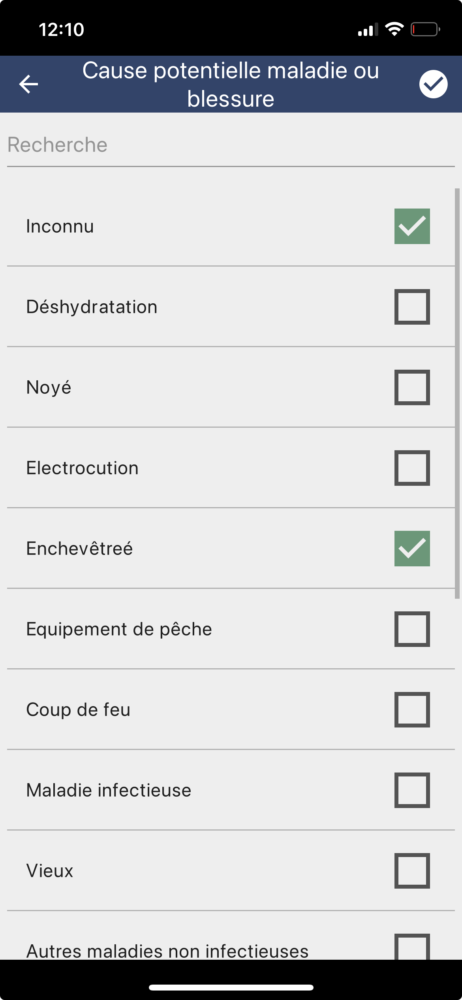 12:10
Cause potentielle maladie ou
blessure
Recherche
Inconnu
Déshydratation
Noyé
Electrocution
Enchevêtreé
Equipement de pêche
Coup de feu
Maladie infectieuse
Vieux
Autres maladies non infectieuses